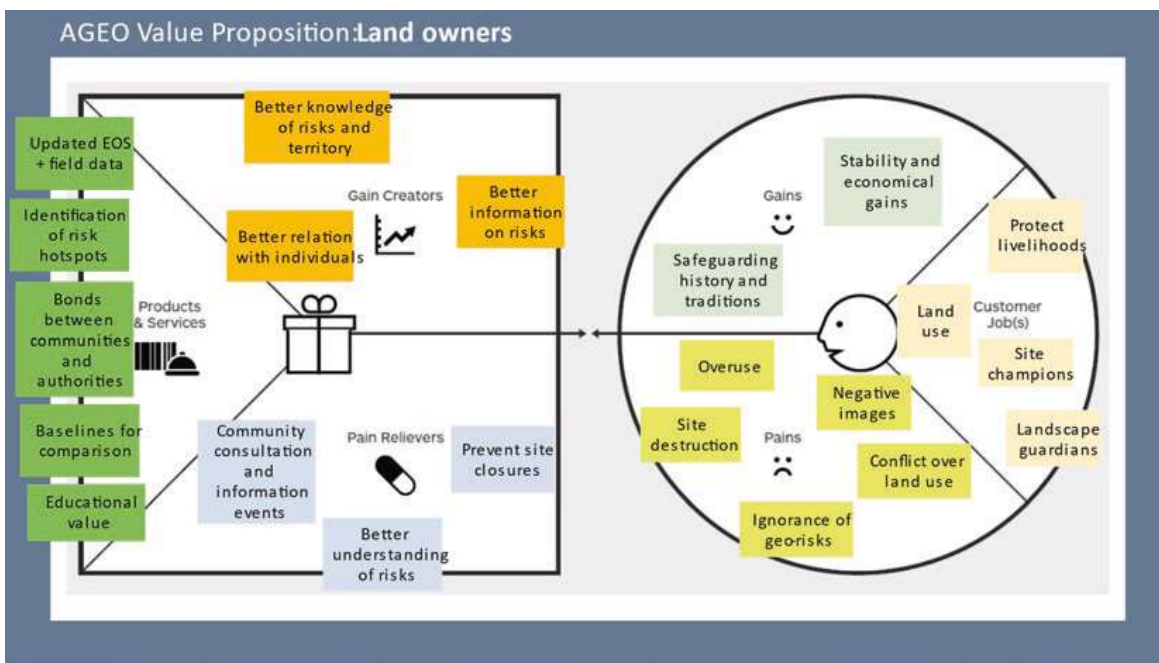 AGEO Value Proposition:Land owners
Better knowledge
of risks and
territory
Updated EOS
+ field data
Gain Creators
Better
information
on risks
Identification
of risk
hotspots
Better relation
with individuals
Bonds
between
communities
and
authorities
Products
& Services
Baselines for
comparison
Educational
value
Community
consultation
and
information
events
Pain Relievers
Prevent site
closures
Better
understanding
of risks
Stability and
economical
gains
Gains
Safeguarding
history and
traditions
Protect
livelihoods
Land
use
Customer
Job(s)
Site
champions
Landscape
guardians
Overuse
Negative
images
Site
destruction
Pains
Conflict over
land use
Ignorance of
geo-risks